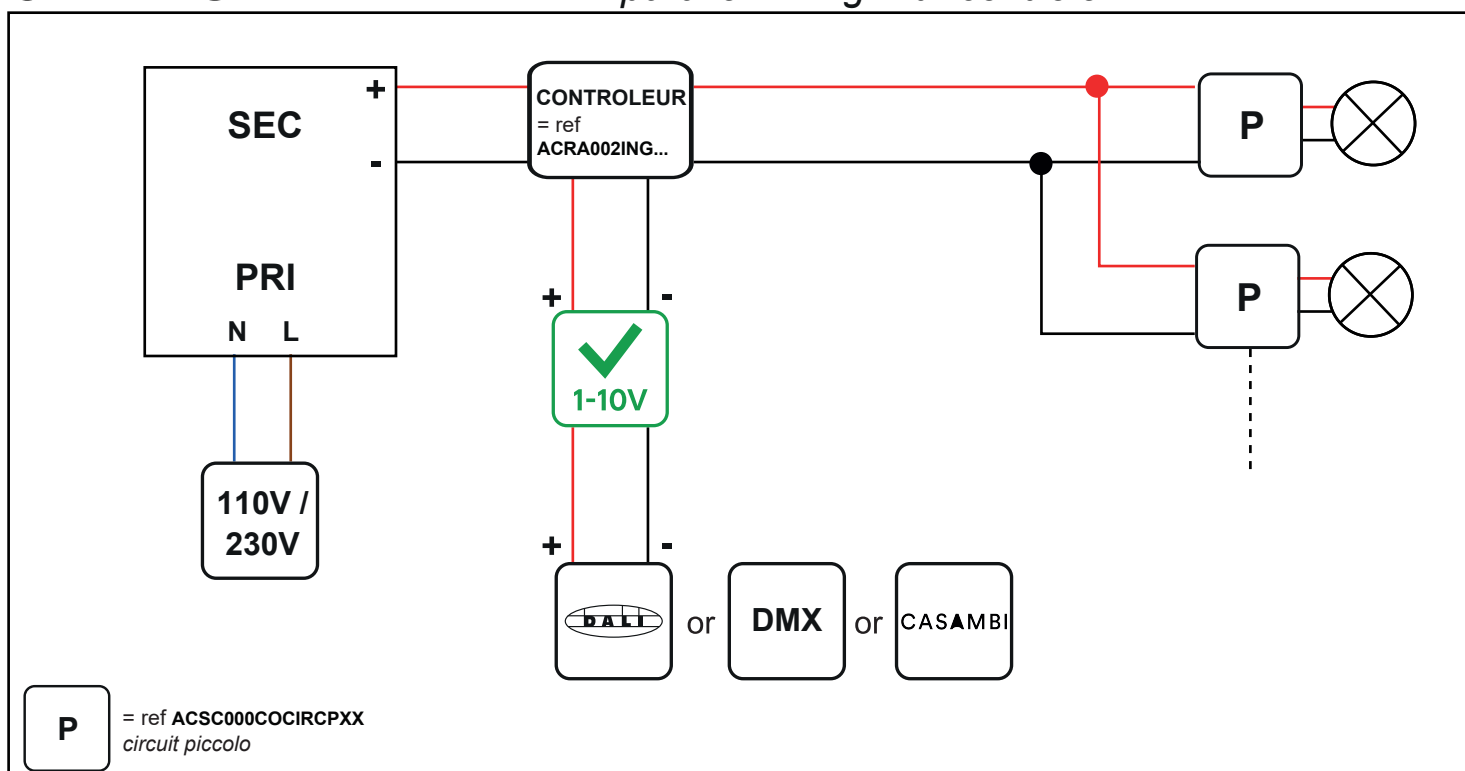 SEC
+
-
PRI
N L
110V /
230V
CONTROLEUR
= ref
ACRA002ING...
+ -
1-10V
+ -
DALI or DMX or CASAMBI
P
P
P
= ref ACSC000COCIRCPXX
circuit piccolo